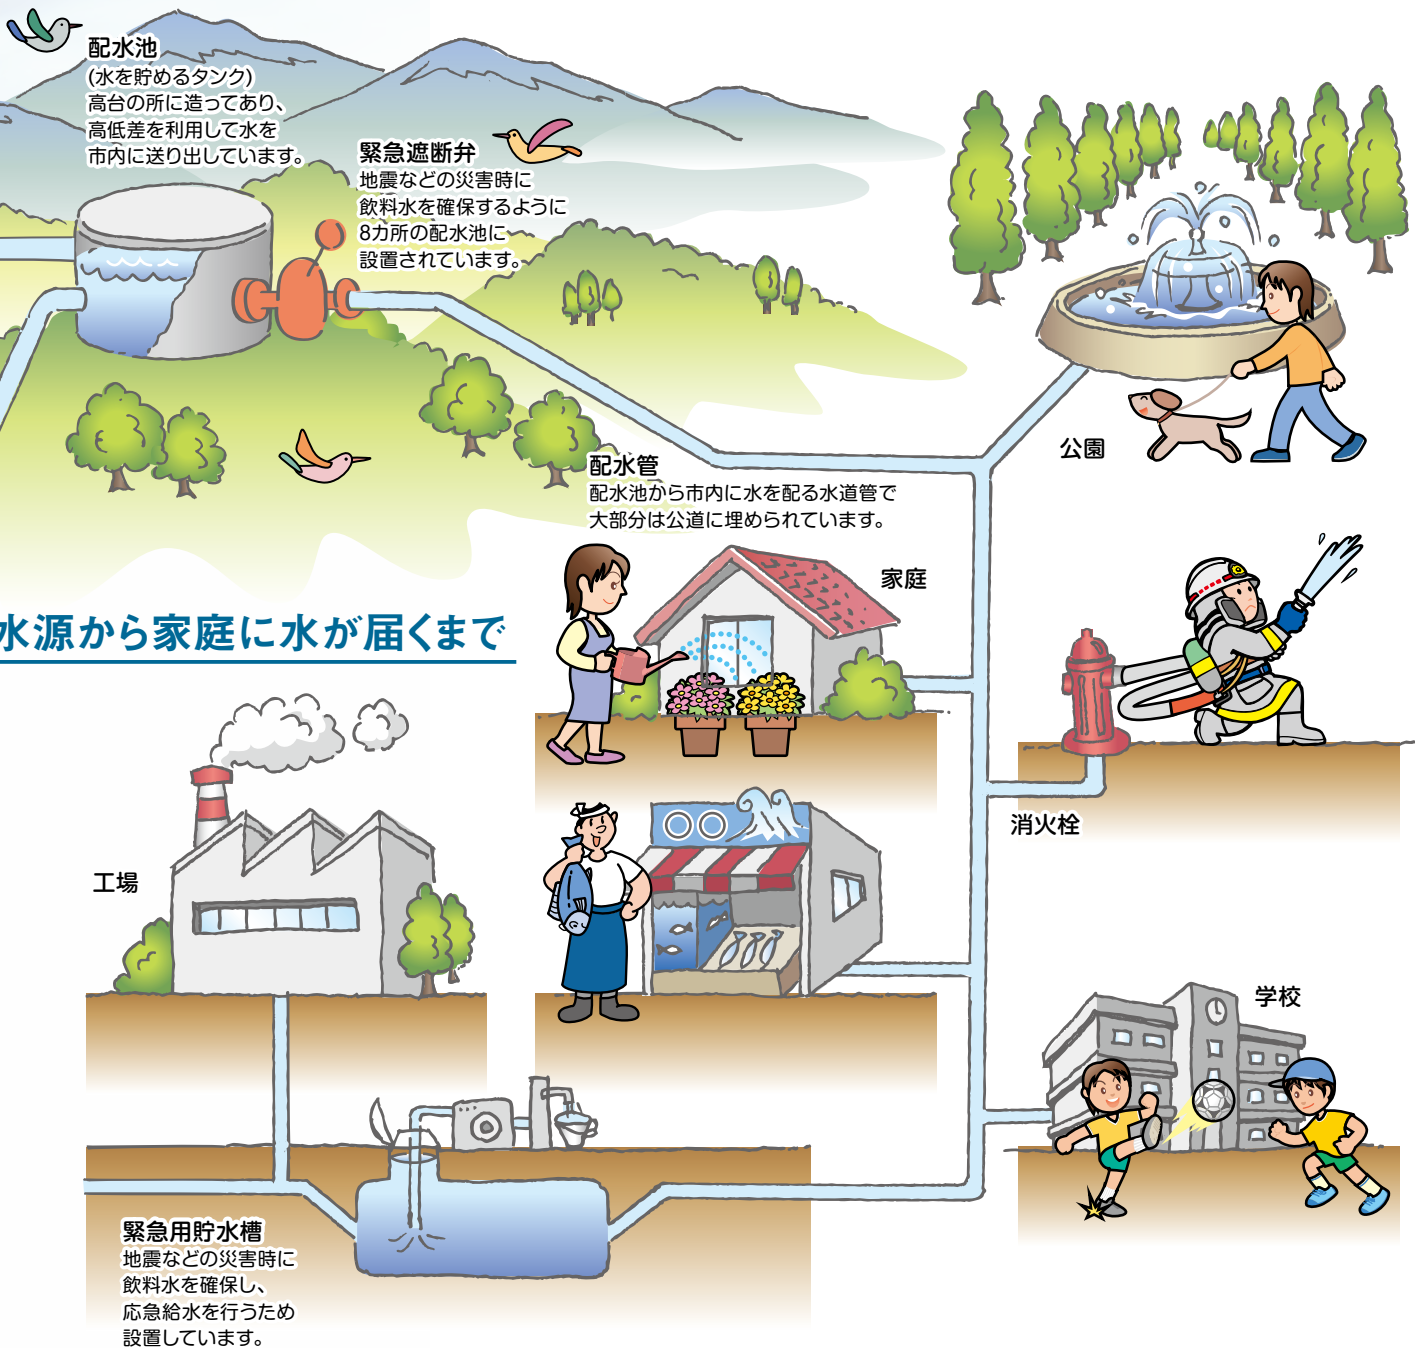 配水池
(水を貯めるタンク)
高台の所に造ってあり、
高低差を利用して水を
市内に送り出しています。
緊急遮断弁
地震などの災害時に
飲料水を確保するように
8カ所の配水池に
設置されています。
公園
配水管
配水池から市内に水を配る水道管で
大部分は公道に埋められています。
家庭
水源から家庭に水が届くまで
消火栓
工場
○○
学校
緊急用貯水槽
地震などの災害時に
飲料水を確保し、
応急給水を行うため
設置しています。